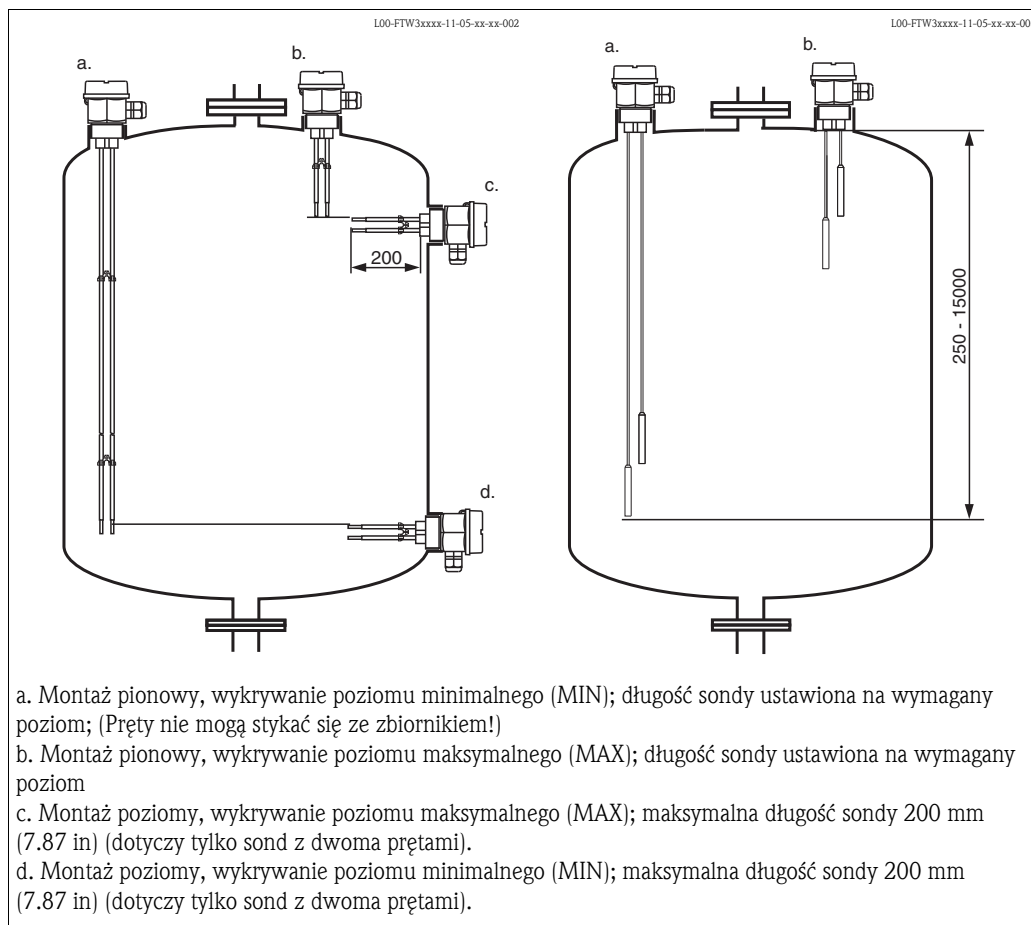 L00-FTW3xxxx-11-05-xx-xx-002
L00-FTW3xxxx-11-05-xx-xx-00
a.
b.
c.
200
d.
a.
b.
250 - 15000
a. Montaż pionowy, wykrywanie poziomu minimalnego (MIN); długość sondy ustawiona na wymagany
poziom; (Pręty nie mogą stykać się ze zbiornikiem!)
b. Montaż pionowy, wykrywanie poziomu maksymalnego (MAX); długość sondy ustawiona na wymagany
poziom
c. Montaż poziomy, wykrywanie poziomu maksymalnego (MAX); maksymalna długość sondy 200 mm
(7.87 in) (dotyczy tylko sond z dwoma prętami).
d. Montaż poziomy, wykrywanie poziomu minimalnego (MIN); maksymalna długość sondy 200 mm
(7.87 in) (dotyczy tylko sond z dwoma prętami).